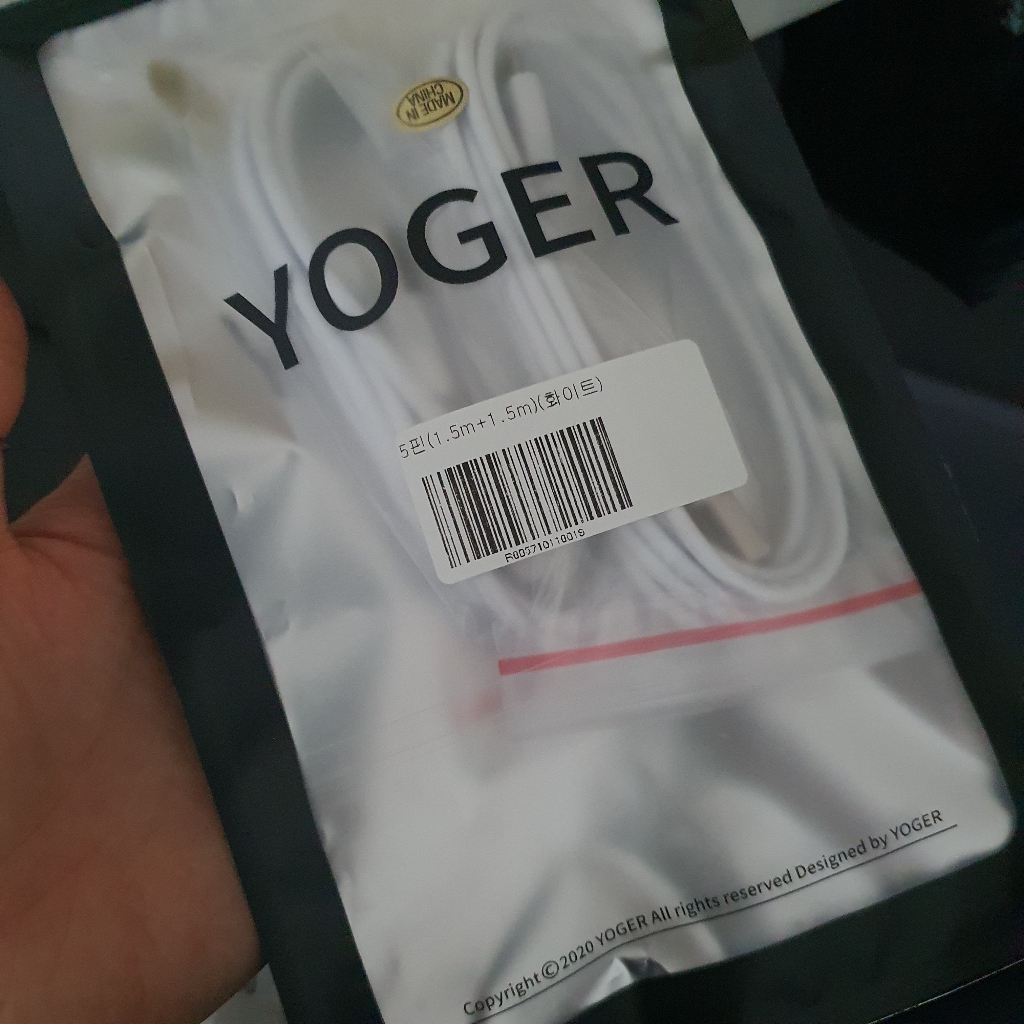 MADE IN
CHINA
YOGER
5핀(1.5m+1.5m)(화이트)
Copyright©2020 YOGER All rights reserved Designed by YOGER